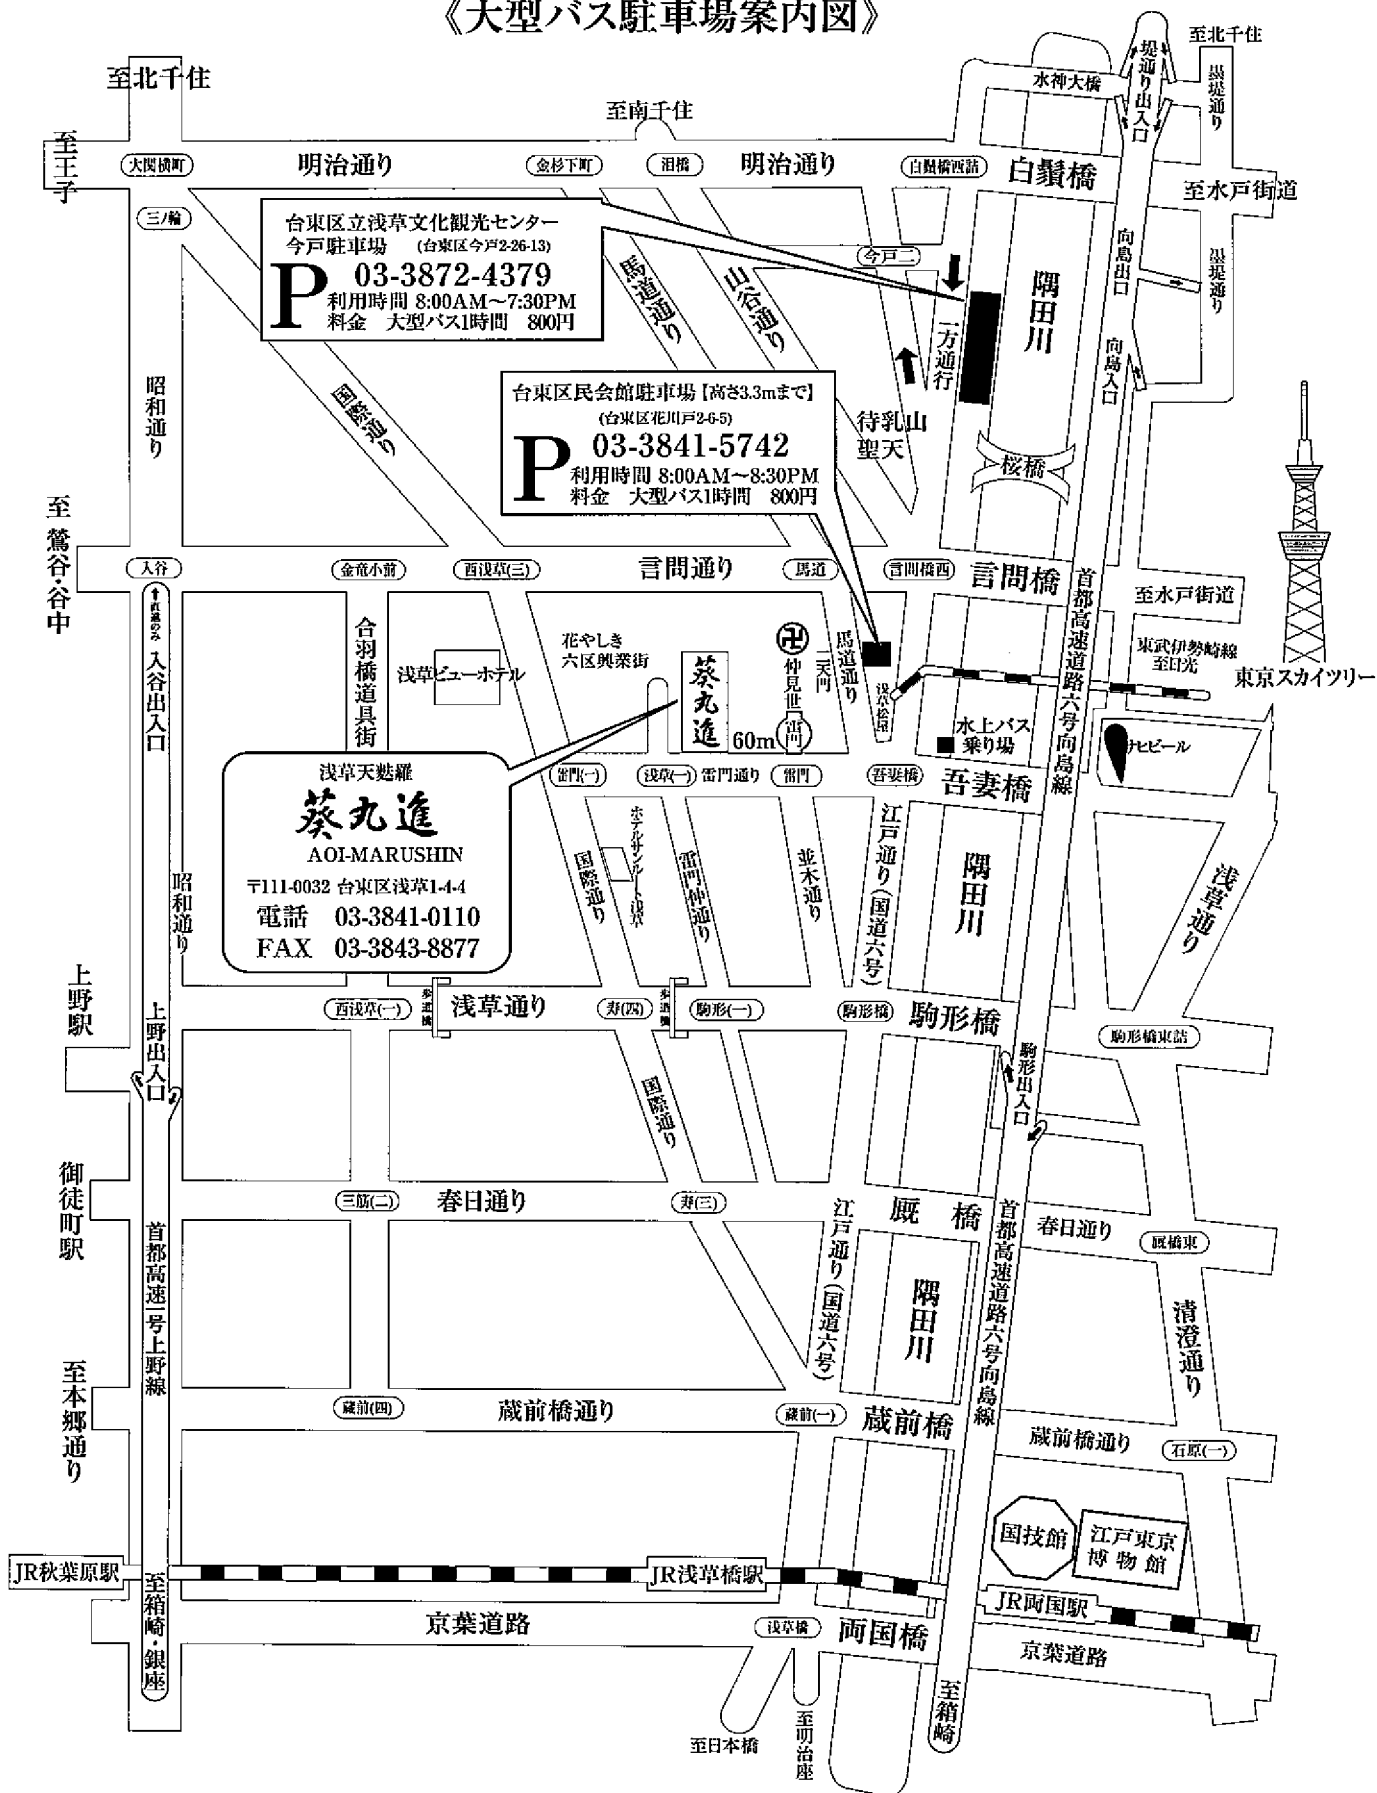 《大型バス駐車場案内図》
至北千住
至北千住
堤通り出入口
墨堤通り
水神大橋
至南千住
至王子
大関横町
明治通り
金杉下町
泪橋
明治通り
白鬚橋西詰
白鬚橋
至水戸街道
三ノ輪
台東区立浅草文化観光センター
今戸駐車場 (台東区今戸2-26-13)
P
03-3872-4379
利用時間 8:00AM〜7:30PM
料金 大型バス1時間 800円
馬道通り
山谷通り
今戸二
一方通行
隅田川
向島出口
墨堤通り
向島入口
昭和通り
国際通り
台東区民会館駐車場【高さ3.3mまで】
(台東区花川戸2-6-5)
P
03-3841-5742
利用時間 8:00AM〜8:30PM
料金 大型バス1時間 800円
待乳山
聖天
桜橋
至鶯谷・谷中
入谷
金竜小前
西浅草(三)
言問通り
馬道
言問橋西
言問橋
首都高速道路六号向島線
至水戸街道
直進のみ
入谷出入口
合羽橋道具街
浅草ビューホテル
花やしき
六区興業街
葵丸進
卍
仲見世
雷門
二天門
馬道通り
浅草松屋
東武伊勢崎線
至日光
東京スカイツリー
60m
水上バス
乗り場
アサヒビール
雷門(一)
浅草(一)
雷門通り
雷門
吾妻橋
吾妻橋
浅草天麩羅
葵丸進
AOI-MARUSHIN
〒111-0032 台東区浅草1-4-4
電話 03-3841-0110
FAX 03-3843-8877
昭和通り
国際通り
ホテルサンルート浅草
雷門仲通り
並木通り
江戸通り(国道六号)
隅田川
浅草通り
上野駅
上野出入口
西浅草(一)
歩道橋
浅草通り
寿(四)
歩道橋
駒形(一)
駒形橋
駒形橋
駒形橋東詰
駒形出入口
国際通り
御徒町駅
三筋(二)
春日通り
寿(三)
厩橋
春日通り
厩橋東
首都高速一号上野線
江戸通り(国道六号)
隅田川
首都高速道路六号向島線
清澄通り
至本郷通り
蔵前(四)
蔵前橋通り
蔵前(一)
蔵前橋
蔵前橋通り
石原(一)
国技館
江戸東京
博物館
JR秋葉原駅
JR浅草橋駅
JR両国駅
至箱崎・銀座
京葉道路
浅草橋
両国橋
京葉道路
至箱崎
至日本橋
至明治座